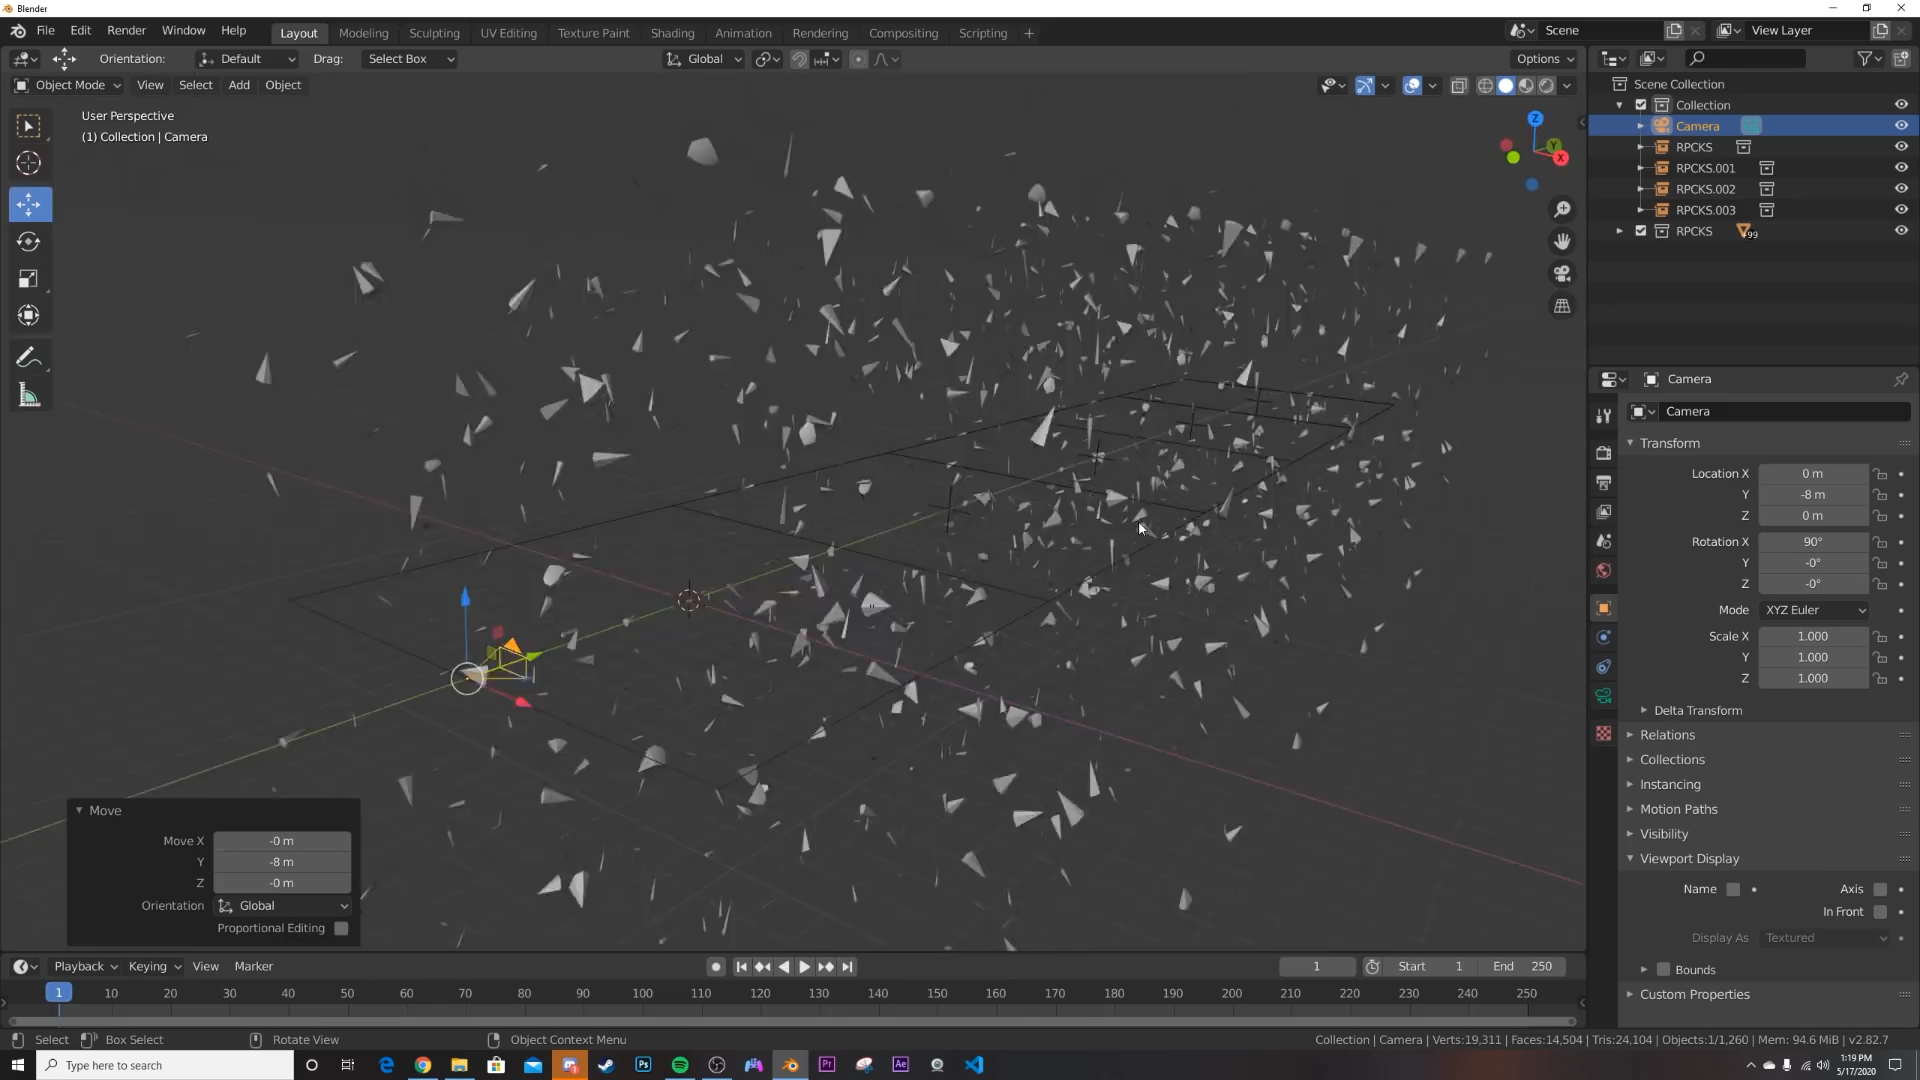 Blender
File Edit Render Window Help Layout Modeling Sculpting UV Editing Texture Paint Shading Animation Rendering Compositing Scripting + Scene View Layer
Orientation: Default Drag: Select Box Global Options
Object Mode View Select Add Object
User Perspective
(1) Collection | Camera
Z
Y
X
Scene Collection
Collection
Camera
RPCKS
RPCKS.001
RPCKS.002
RPCKS.003
RPCKS +99
Camera
Camera
Transform
Location X 0 m
Y -8 m
Z 0 m
Rotation X 90°
Y -0°
Z -0°
Mode XYZ Euler
Scale X 1.000
Y 1.000
Z 1.000
Delta Transform
Relations
Collections
Instancing
Motion Paths
Visibility
Viewport Display
Name Axis
In Front
Display As Textured
Bounds
Custom Properties
Move
Move X -0 m
Y -8 m
Z -0 m
Orientation Global
Proportional Editing
Playback Keying View Marker 1 Start 1 End 250
1 10 20 30 40 50 60 70 80 90 100 110 120 130 140 150 160 170 180 190 200 210 220 230 240 250
Select Box Select Rotate View Object Context Menu Collection | Camera | Verts:19,311 | Faces:14,504 | Tris:24,104 | Objects:1/1,260 | Mem: 94.6 MiB | v2.82.7
Type here to search Ps Pr Ae 1:19 PM
5/17/2020